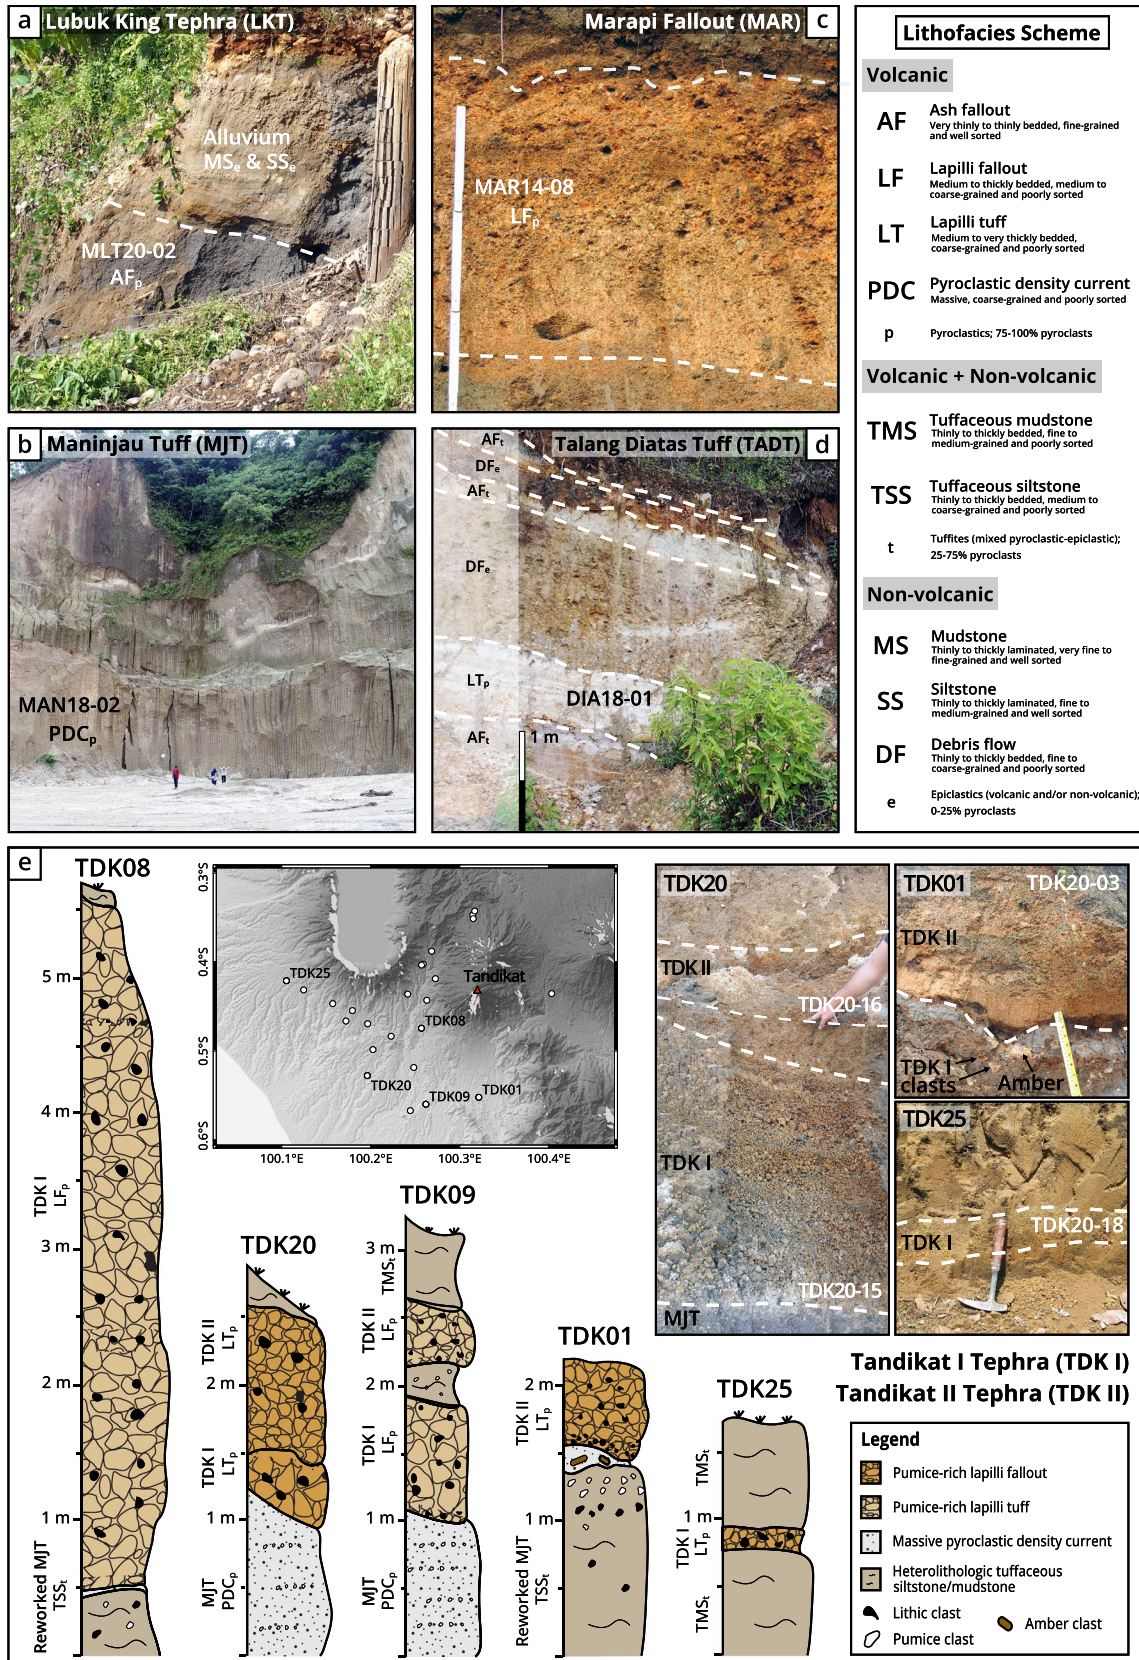 a
Lubuk King Tephra (LKT)
Alluvium
MSe & SSe
MLT20-02
AFp
Marapi Fallout (MAR)
c
MAR14-08
LFp
b
Maninjau Tuff (MJT)
MAN18-02
PDCp
Talang Diatas Tuff (TADT)
d
AFt
DFe
AFt
DFe
LTp
DIA18-01
AFt
1 m
Lithofacies Scheme
Volcanic
AF
Ash fallout
Very thinly to thinly bedded, fine-grained
and well sorted
LF
Lapilli fallout
Medium to thickly bedded, medium to
coarse-grained and poorly sorted
LT
Lapilli tuff
Medium to very thickly bedded,
coarse-grained and poorly sorted
PDC
Pyroclastic density current
Massive, coarse-grained and poorly sorted
p
Pyroclastics; 75-100% pyroclasts
Volcanic + Non-volcanic
TMS
Tuffaceous mudstone
Thinly to thickly bedded, fine to
medium-grained and poorly sorted
TSS
Tuffaceous siltstone
Thinly to thickly bedded, medium to
coarse-grained and poorly sorted
t
Tuffites (mixed pyroclastic-epiclastic);
25-75% pyroclasts
Non-volcanic
MS
Mudstone
Thinly to thickly laminated, very fine to
fine-grained and well sorted
SS
Siltstone
Thinly to thickly laminated, fine to
medium-grained and well sorted
DF
Debris flow
Thinly to thickly bedded, fine to
coarse-grained and poorly sorted
e
Epiclastics (volcanic and/or non-volcanic);
0-25% pyroclasts
e
TDK08
5 m
4 m
3 m
2 m
1 m
TDK I
LFp
Reworked MJT
TSSt
0.3°S
0.4°S
0.5°S
0.6°S
100.1°E
100.2°E
100.3°E
100.4°E
TDK25
Tandikat
TDK08
TDK20
TDK09
TDK01
TDK20
2 m
1 m
TDK II
LTp
TDK I
LTp
MJT
PDCp
TDK09
3 m
2 m
1 m
TMSt
TDK II
LFp
TDK I
LFp
MJT
PDCp
TDK01
2 m
1 m
TDK II
LTp
Reworked MJT
TSSt
TDK25
1 m
TMSt
TDK I
LTp
TMSt
TDK20
TDK II
TDK20-16
TDK I
TDK20-15
MJT
TDK01
TDK20-03
TDK II
TDK I
clasts
Amber
TDK25
TDK20-18
TDK I
Tandikat I Tephra (TDK I)
Tandikat II Tephra (TDK II)
Legend
Pumice-rich lapilli fallout
Pumice-rich lapilli tuff
Massive pyroclastic density current
Heterolithologic tuffaceous
siltstone/mudstone
Lithic clast
Amber clast
Pumice clast